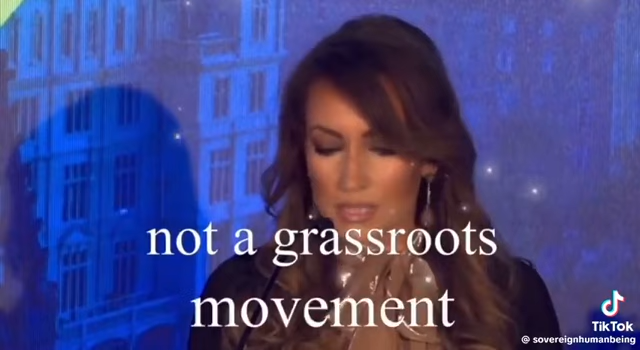 not a grassroots
movement
TikTok
@ sovereignhumanbeing